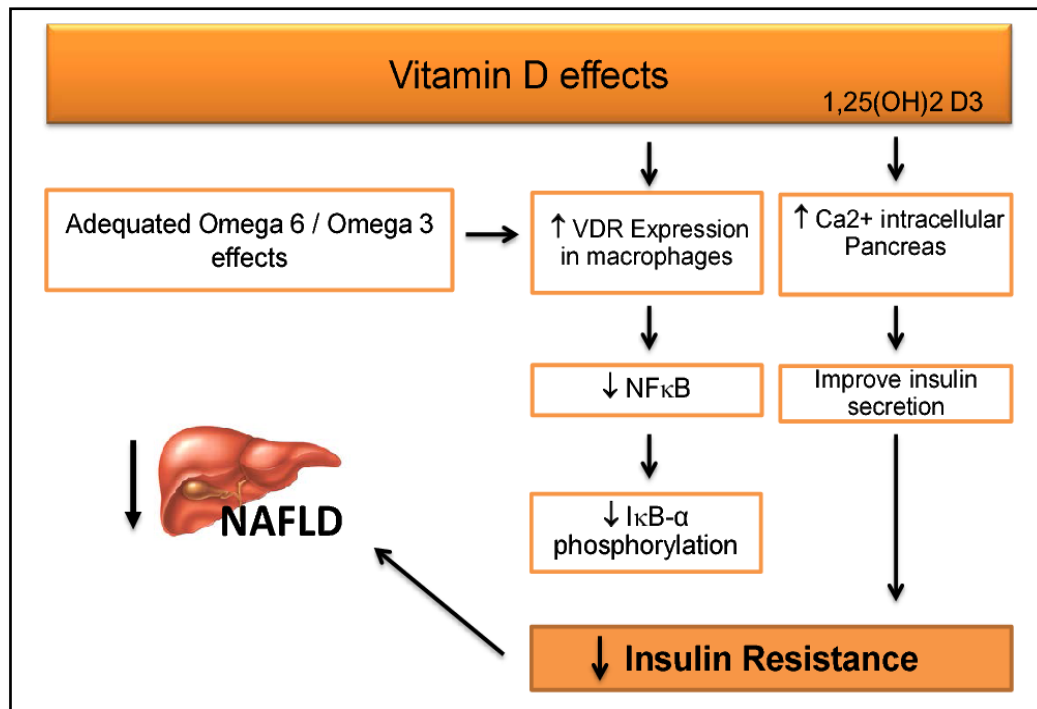 Vitamin D effects
1,25(OH)2 D3
Adequated Omega 6 / Omega 3
effects
↑ VDR Expression
in macrophages
↑ Ca2+ intracellular
Pancreas
↓ NFκB
Improve insulin
secretion
↓ IκB-α
phosphorylation
NAFLD
↓ Insulin Resistance